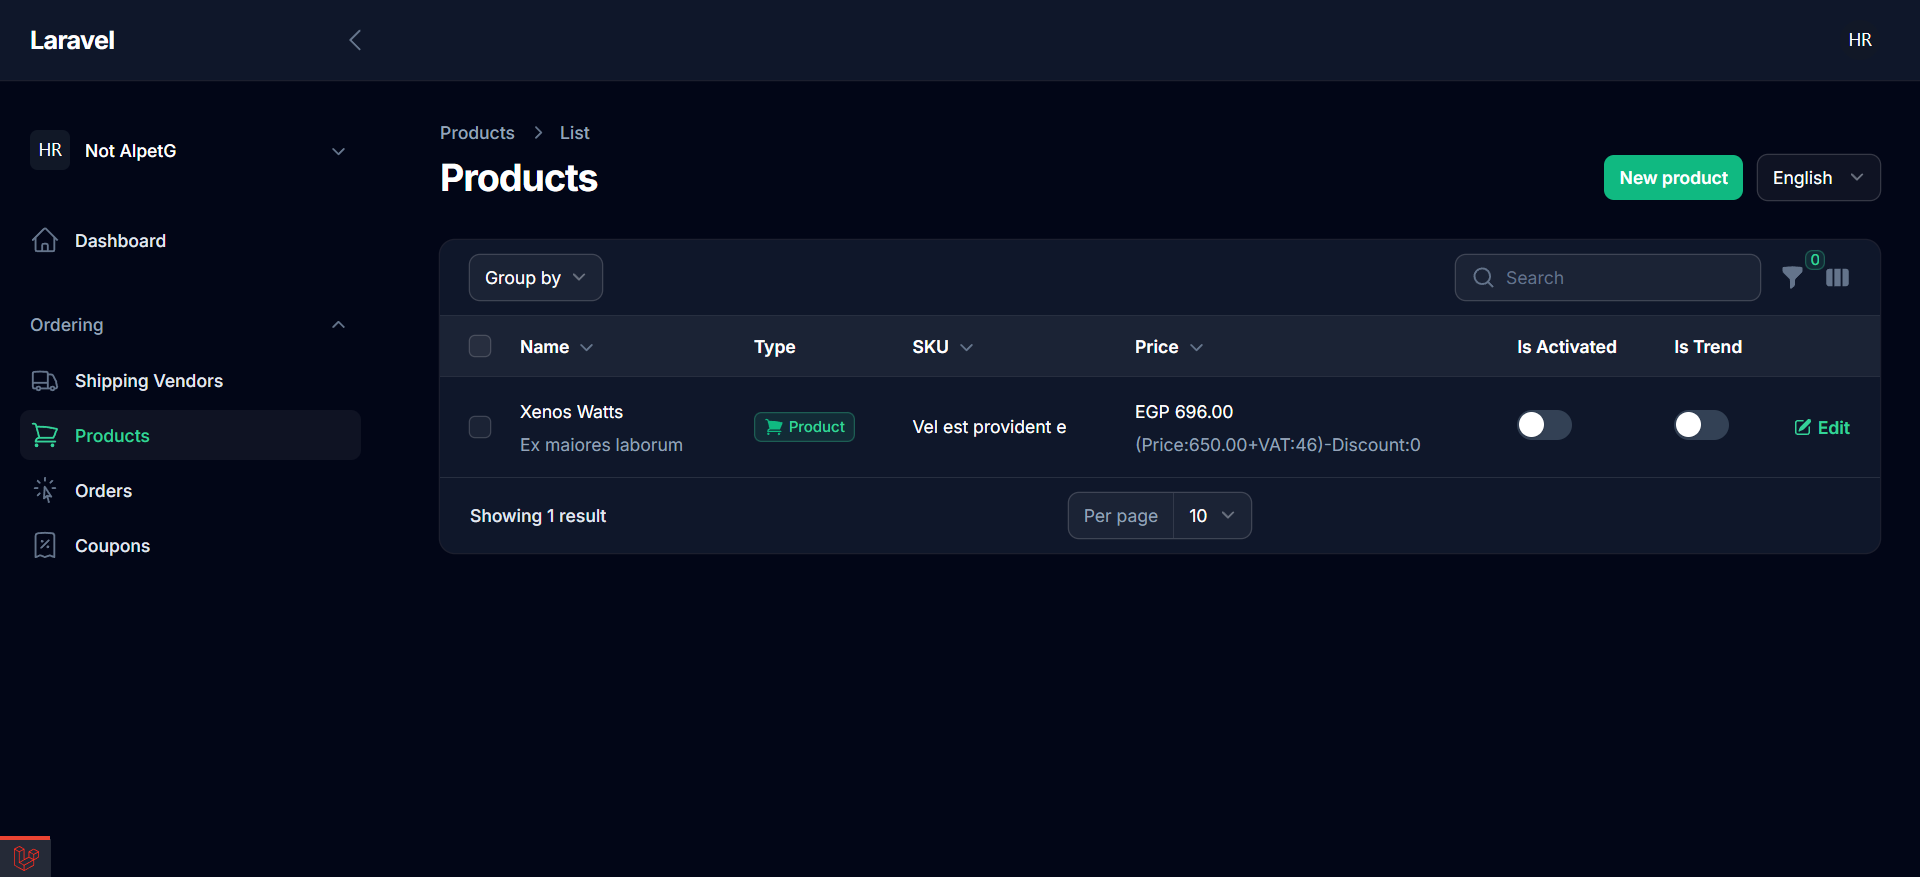 Laravel
HR
HR Not AlpetG
Dashboard
Ordering
Shipping Vendors
Products
Orders
Coupons
Products > List
Products
New product
English
Group by
Search
0
Name Type SKU Price Is Activated Is Trend
Xenos Watts
Ex maiores laborum
Product
Vel est provident e
EGP 696.00
(Price:650.00+VAT:46)-Discount:0
Edit
Showing 1 result
Per page 10